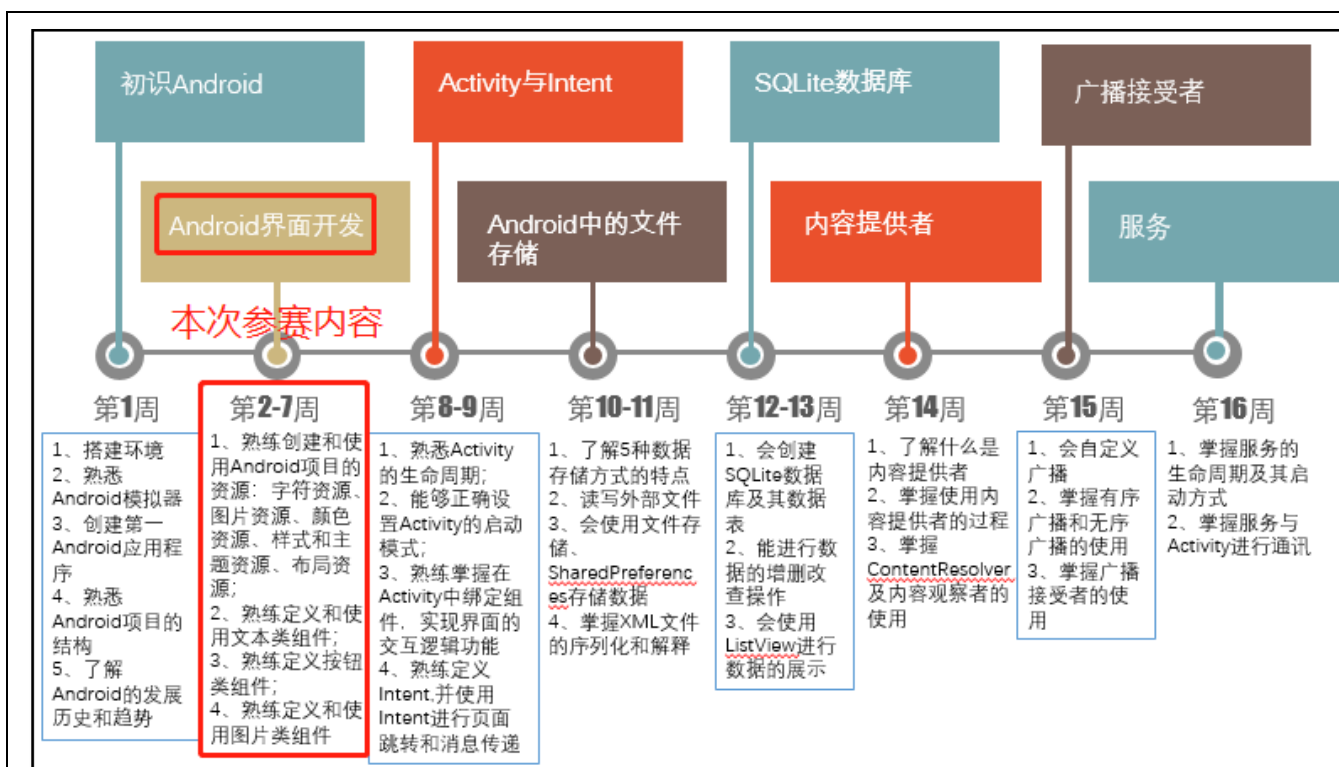 初识Android
Activity与Intent
SQLite数据库
广播接受者
Android界面开发
Android中的文件
存储
内容提供者
服务
本次参赛内容
第1周
第2-7周
第8-9周
第10-11周
第12-13周
第14周
第15周
第16周
1、搭建环境
2、熟悉
Android模拟器
3、创建第一
Android应用程
序
4、熟悉
Android项目的
结构
5、了解
Android的发展
历史和趋势
1、熟练创建和使
用Android项目的
资源：字符资源、
图片资源、颜色
资源、样式和主
题资源、布局资
源；
2、熟练定义和使
用文本类组件；
3、熟练定义按钮
类组件；
4、熟练定义和使
用图片类组件
1、熟悉Activity
的生命周期；
2、能够正确设
置Activity的启动
模式；
3、熟练掌握在
Activity中绑定组
件，实现界面的
交互逻辑功能
4、熟练定义
Intent,并使用
Intent进行页面
跳转和消息传递
1、了解5种数据
存储方式的特点
2、读写外部文件
3、会使用文件存
储、
SharedPreferenc
es存储数据
4、掌握XML文件
的序列化和解释
1、会创建
SQLite数据
库及其数据
表
2、能进行数
据的增删改
查操作
3、会使用
ListView进行
数据的展示
1、了解什么是
内容提供者
2、掌握使用内
容提供者的过程
3、掌握
ContentResolver
及内容观察者的
使用
1、会自定义
广播
2、掌握有序
广播和无序
广播的使用
3、掌握广播
接受者的使
用
1、掌握服务的
生命周期及其启
动方式
2、掌握服务与
Activity进行通讯